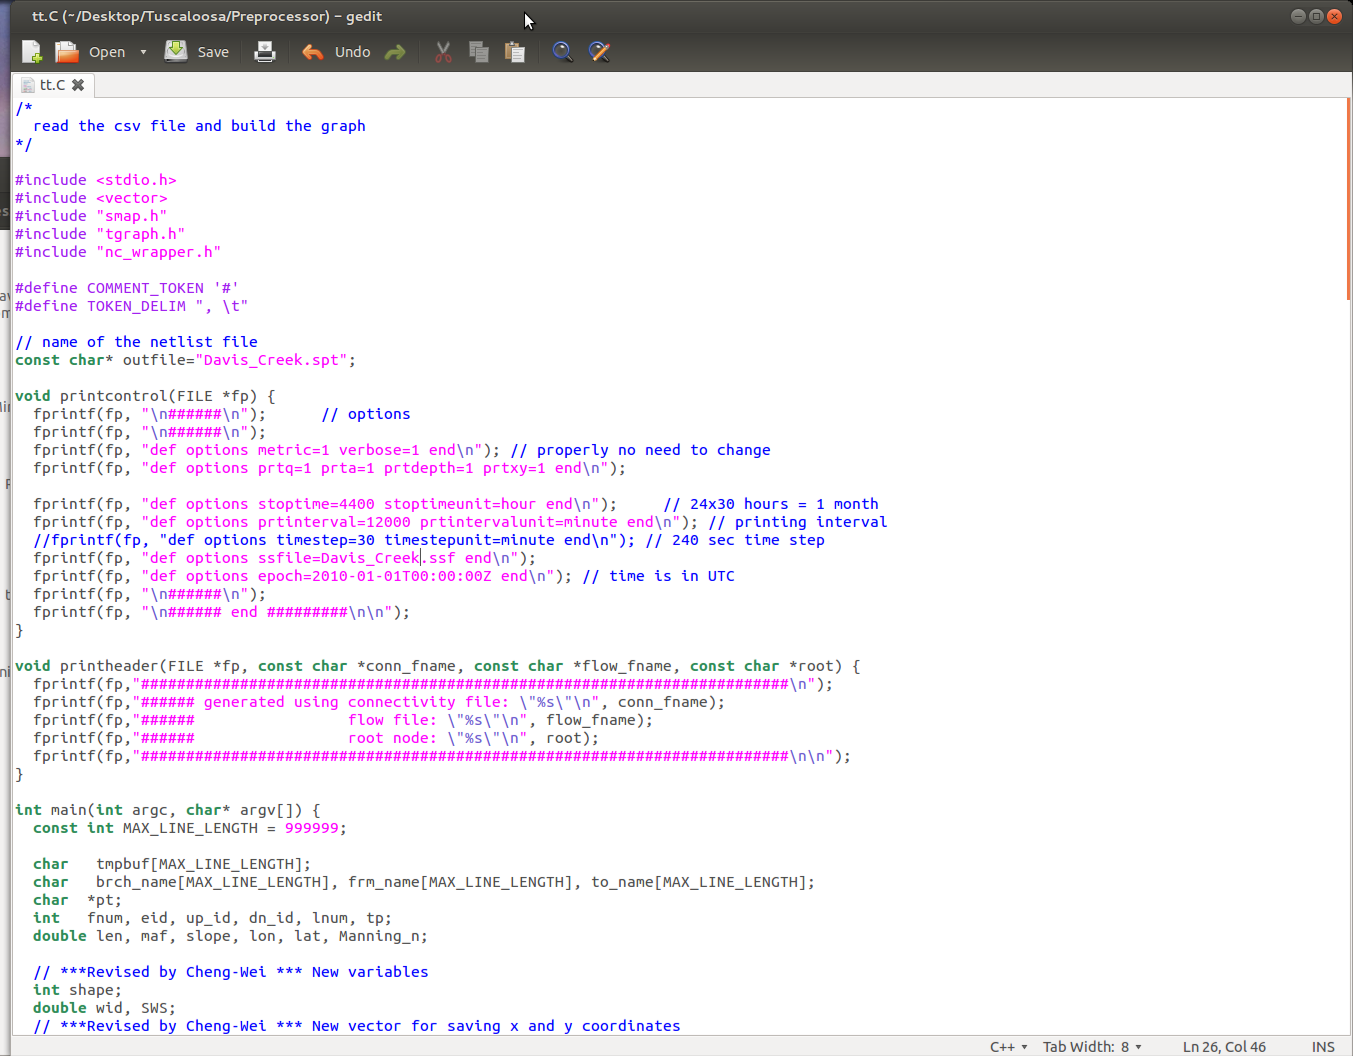 tt.C (~/Desktop/Tuscaloosa/Preprocessor) - gedit
Open Save Undo
tt.C
/*
  read the csv file and build the graph
*/

#include <stdio.h>
#include <vector>
#include "smap.h"
#include "tgraph.h"
#include "nc_wrapper.h"

#define COMMENT_TOKEN '#'
#define TOKEN_DELIM ", \t"

// name of the netlist file
const char* outfile="Davis_Creek.spt";

void printcontrol(FILE *fp) {
  fprintf(fp, "\n######\n");      // options
  fprintf(fp, "\n######\n");
  fprintf(fp, "def options metric=1 verbose=1 end\n"); // properly no need to change
  fprintf(fp, "def options prtq=1 prta=1 prtdepth=1 prtxy=1 end\n");

  fprintf(fp, "def options stoptime=4400 stoptimeunit=hour end\n");     // 24x30 hours = 1 month
  fprintf(fp, "def options prtinterval=12000 prtintervalunit=minute end\n"); // printing interval
  //fprintf(fp, "def options timestep=30 timestepunit=minute end\n"); // 240 sec time step
  fprintf(fp, "def options ssfile=Davis_Creek.ssf end\n");
  fprintf(fp, "def options epoch=2010-01-01T00:00:00Z end\n"); // time is in UTC
  fprintf(fp, "\n######\n");
  fprintf(fp, "\n###### end #########\n\n");
}

void printheader(FILE *fp, const char *conn_fname, const char *flow_fname, const char *root) {
  fprintf(fp,"########################################################################\n");
  fprintf(fp,"###### generated using connectivity file: \"%s\"\n", conn_fname);
  fprintf(fp,"######                 flow file: \"%s\"\n", flow_fname);
  fprintf(fp,"######                 root node: \"%s\"\n", root);
  fprintf(fp,"########################################################################\n\n");
}

int main(int argc, char* argv[]) {
  const int MAX_LINE_LENGTH = 999999;

  char   tmpbuf[MAX_LINE_LENGTH];
  char   brch_name[MAX_LINE_LENGTH], frm_name[MAX_LINE_LENGTH], to_name[MAX_LINE_LENGTH];
  char  *pt;
  int   fnum, eid, up_id, dn_id, lnum, tp;
  double len, maf, slope, lon, lat, Manning_n;

  // ***Revised by Cheng-Wei *** New variables
  int shape;
  double wid, SWS;
  // ***Revised by Cheng-Wei *** New vector for saving x and y coordinates
C++ Tab Width: 8 Ln 26, Col 46 INS